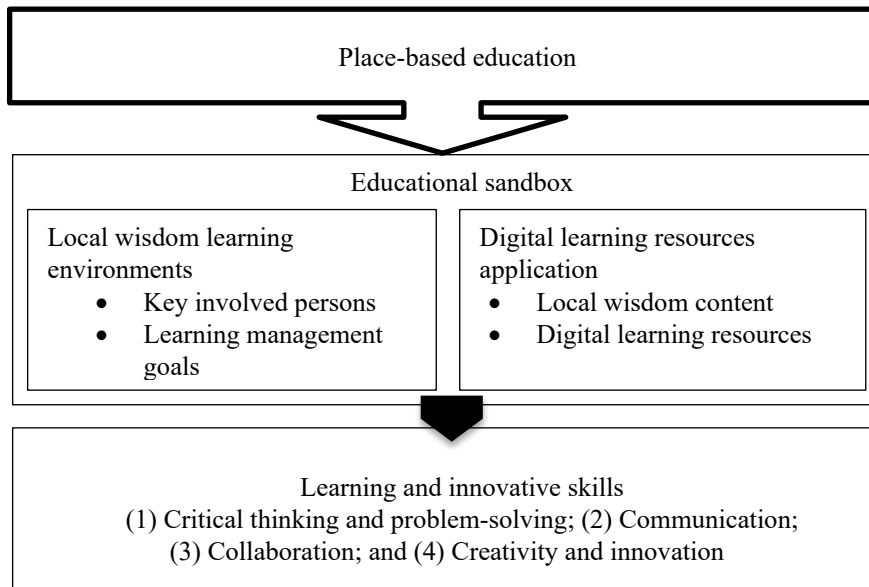 Place-based education
Educational sandbox
Local wisdom learning
environments
• Key involved persons
• Learning management
goals
Digital learning resources
application
• Local wisdom content
• Digital learning resources
Learning and innovative skills
(1) Critical thinking and problem-solving; (2) Communication;
(3) Collaboration; and (4) Creativity and innovation